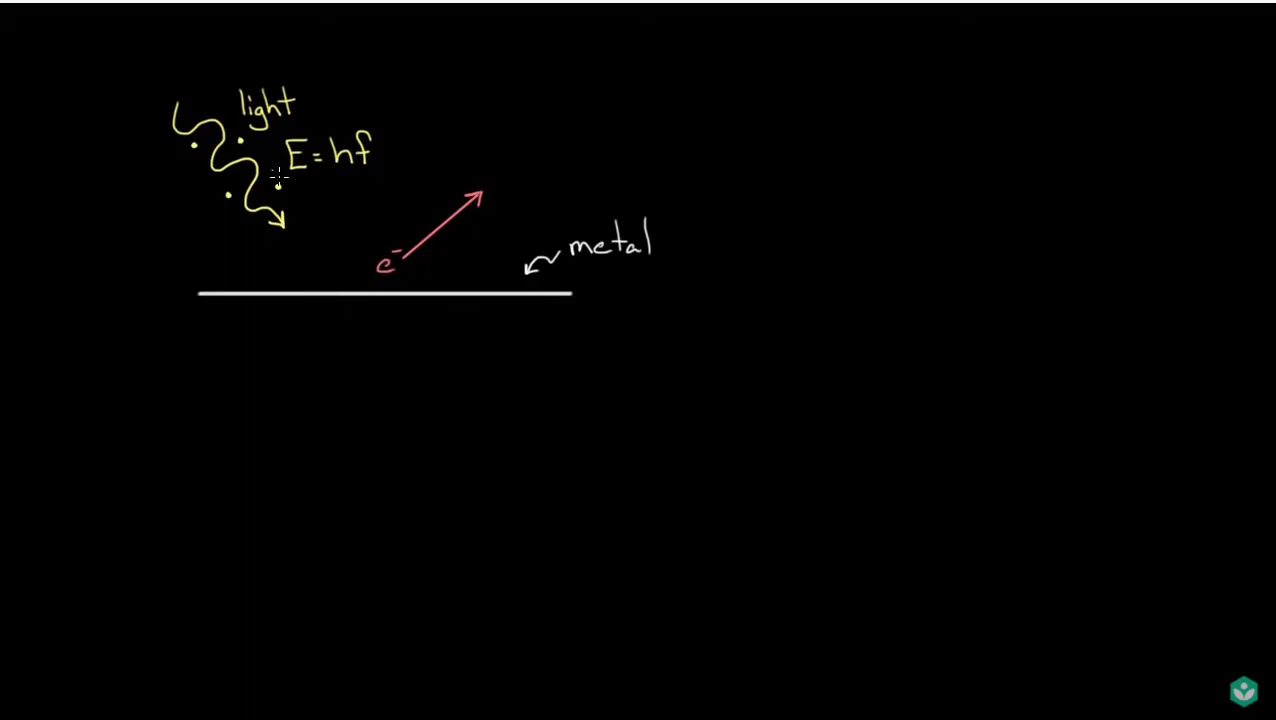 light
E = hf
metal
e⁻